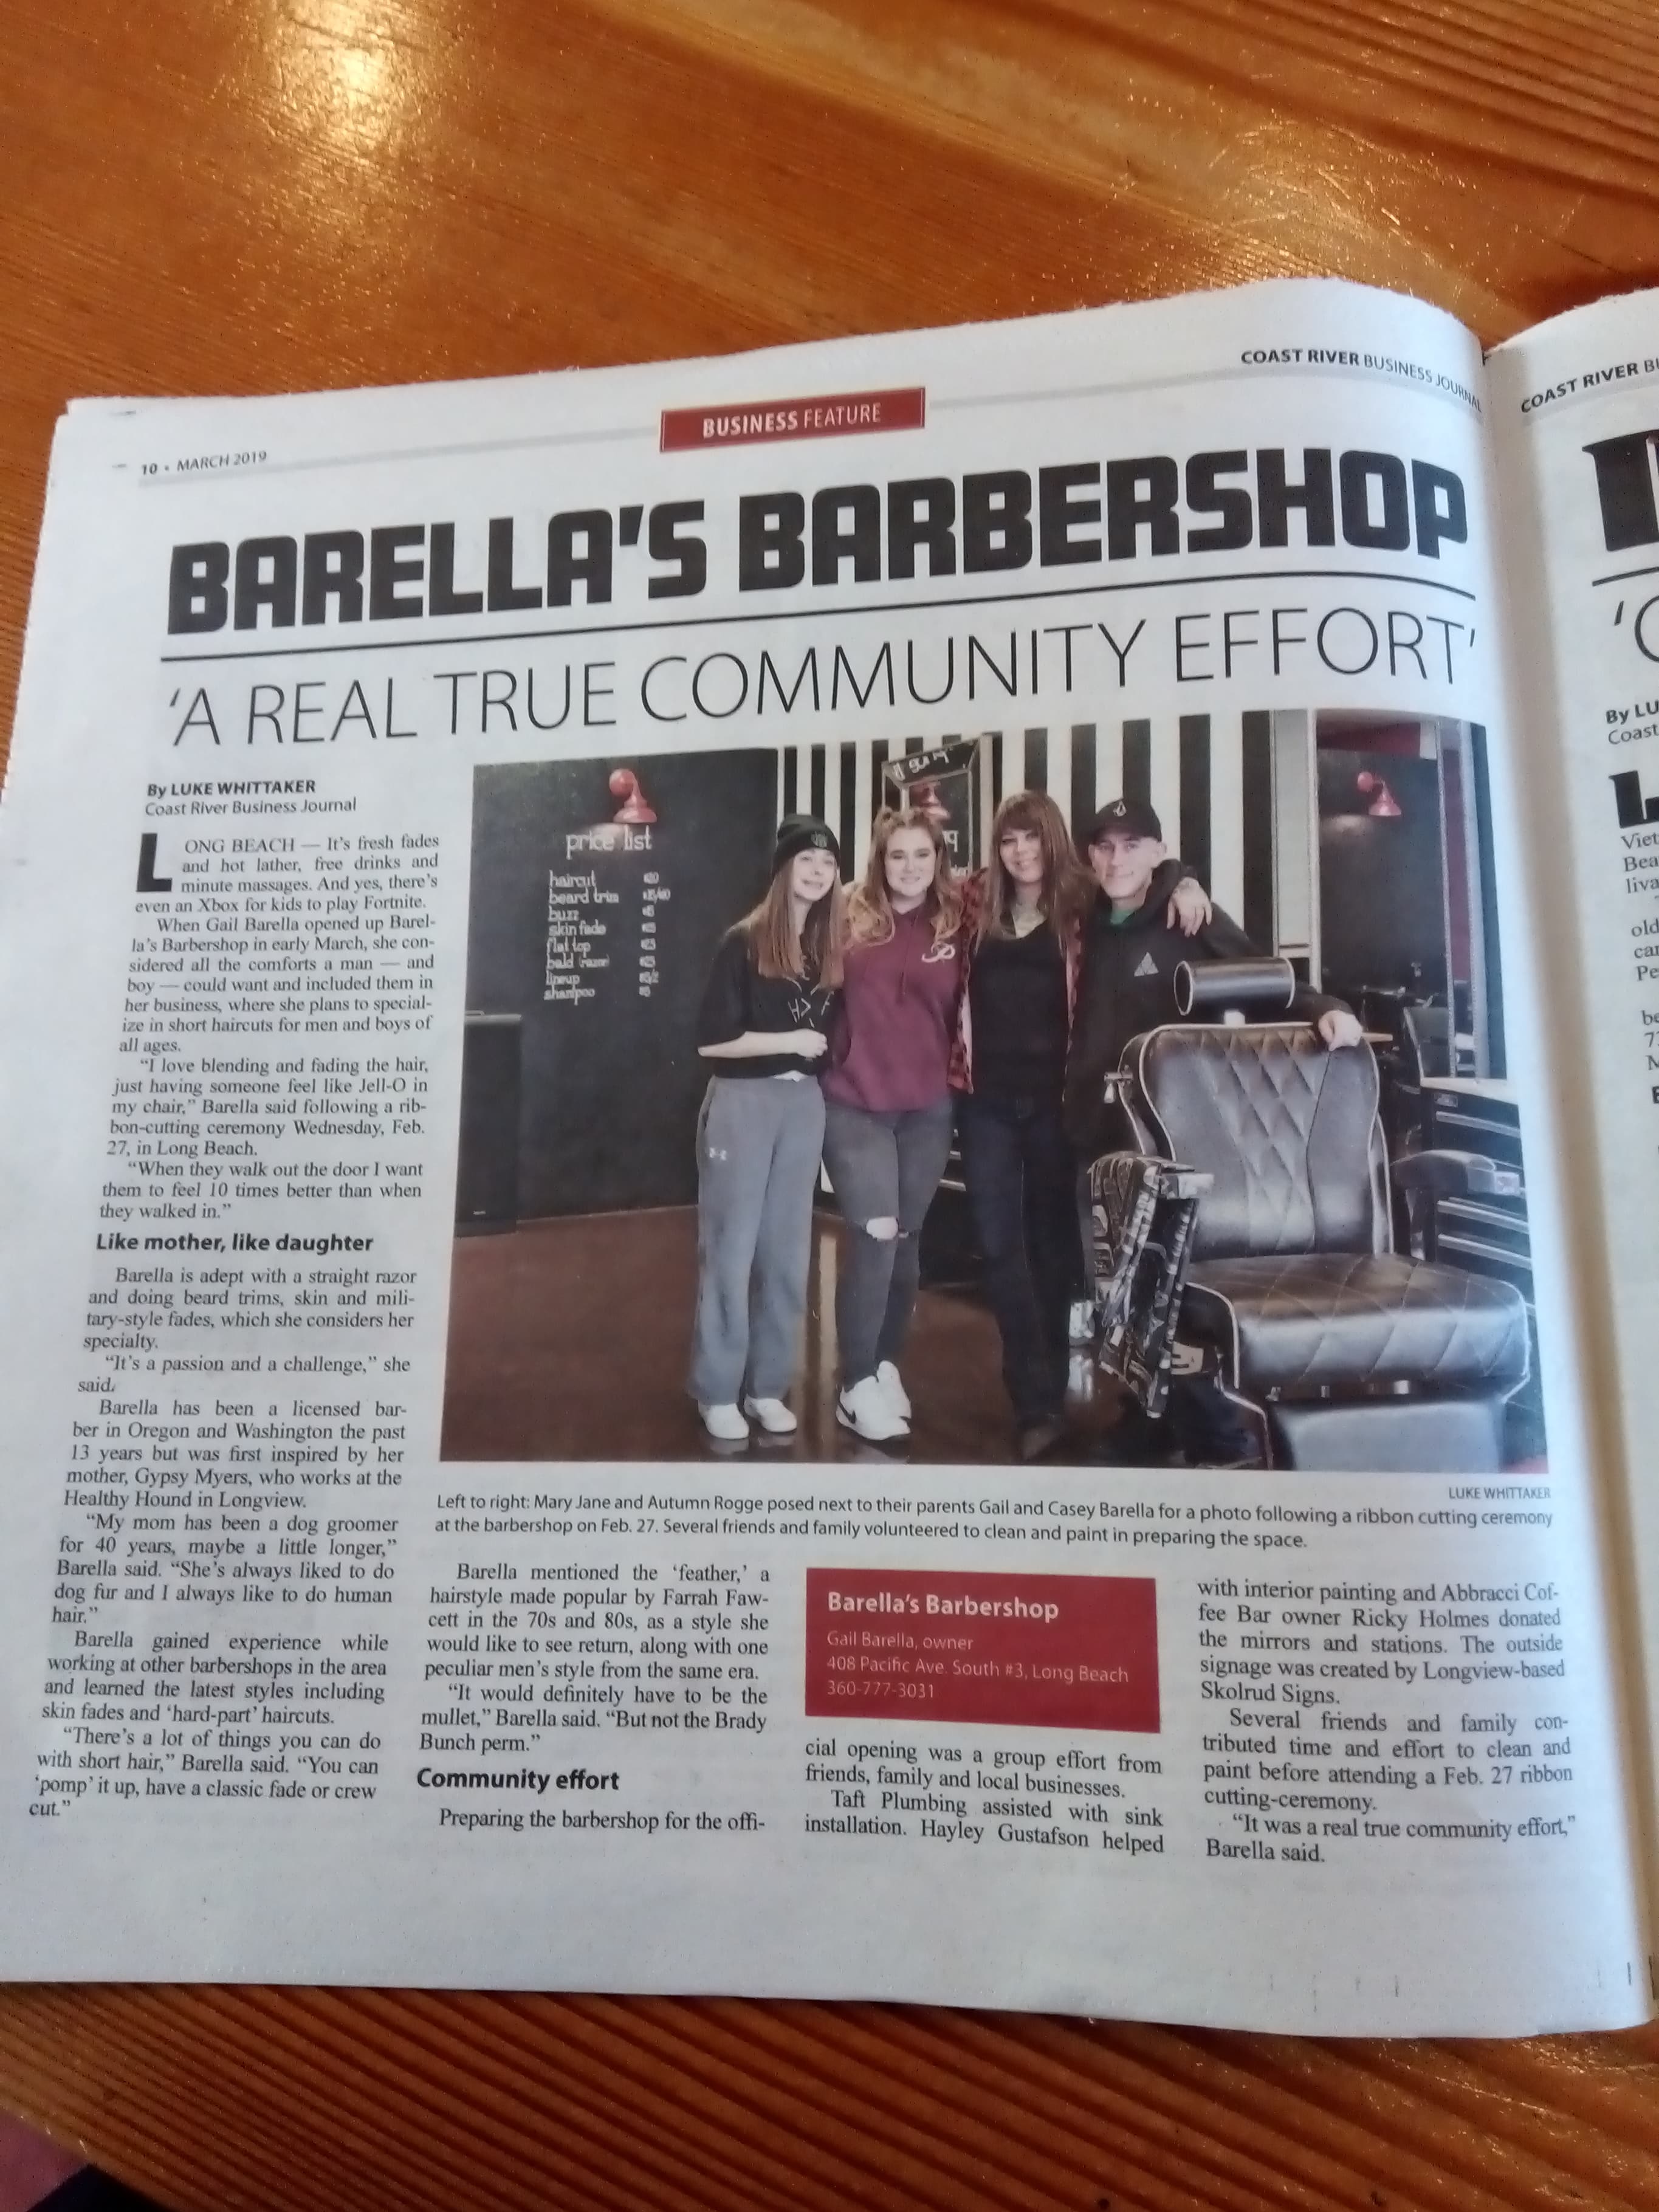 COAST RIVER BUSINESS JOURNAL
BUSINESS FEATURE
10 • MARCH 2019
BARELLA'S BARBERSHOP
'A REAL TRUE COMMUNITY EFFORT'
By LUKE WHITTAKER
Coast River Business Journal
LONG BEACH — It's fresh fades
and hot lather, free drinks and
minute massages. And yes, there's
even an Xbox for kids to play Fortnite.
When Gail Barella opened up Barel-
la's Barbershop in early March, she con-
sidered all the comforts a man — and
boy — could want and included them in
her business, where she plans to special-
ize in short haircuts for men and boys of
all ages.
“I love blending and fading the hair,
just having someone feel like Jell-O in
my chair,” Barella said following a rib-
bon-cutting ceremony Wednesday, Feb.
27, in Long Beach.
“When they walk out the door I want
them to feel 10 times better than when
they walked in.”
Like mother, like daughter
Barella is adept with a straight razor
and doing beard trims, skin and mili-
tary-style fades, which she considers her
specialty.
“It's a passion and a challenge,” she
said.
Barella has been a licensed bar-
ber in Oregon and Washington the past
13 years but was first inspired by her
mother, Gypsy Myers, who works at the
Healthy Hound in Longview.
“My mom has been a dog groomer
for 40 years, maybe a little longer,”
Barella said. “She's always liked to do
dog fur and I always like to do human
hair.”
Barella gained experience while
working at other barbershops in the area
and learned the latest styles including
skin fades and ‘hard-part’ haircuts.
“There's a lot of things you can do
with short hair,” Barella said. “You can
‘pomp’ it up, have a classic fade or crew
cut.”
price list
haircut
beard trim
buzz
skin fade
flat top
bald (razor)
lineup
shampoo
LUKE WHITTAKER
Left to right: Mary Jane and Autumn Rogge posed next to their parents Gail and Casey Barella for a photo following a ribbon cutting ceremony
at the barbershop on Feb. 27. Several friends and family volunteered to clean and paint in preparing the space.
Barella mentioned the ‘feather,’ a
hairstyle made popular by Farrah Faw-
cett in the 70s and 80s, as a style she
would like to see return, along with one
peculiar men's style from the same era.
“It would definitely have to be the
mullet,” Barella said. “But not the Brady
Bunch perm.”
Community effort
Preparing the barbershop for the offi-
Barella's Barbershop
Gail Barella, owner
408 Pacific Ave. South #3, Long Beach
360-777-3031
cial opening was a group effort from
friends, family and local businesses.
Taft Plumbing assisted with sink
installation. Hayley Gustafson helped
with interior painting and Abbracci Cof-
fee Bar owner Ricky Holmes donated
the mirrors and stations. The outside
signage was created by Longview-based
Skolrud Signs.
Several friends and family con-
tributed time and effort to clean and
paint before attending a Feb. 27 ribbon
cutting-ceremony.
“It was a real true community effort,”
Barella said.
COAST RIVER
By LU
Coast